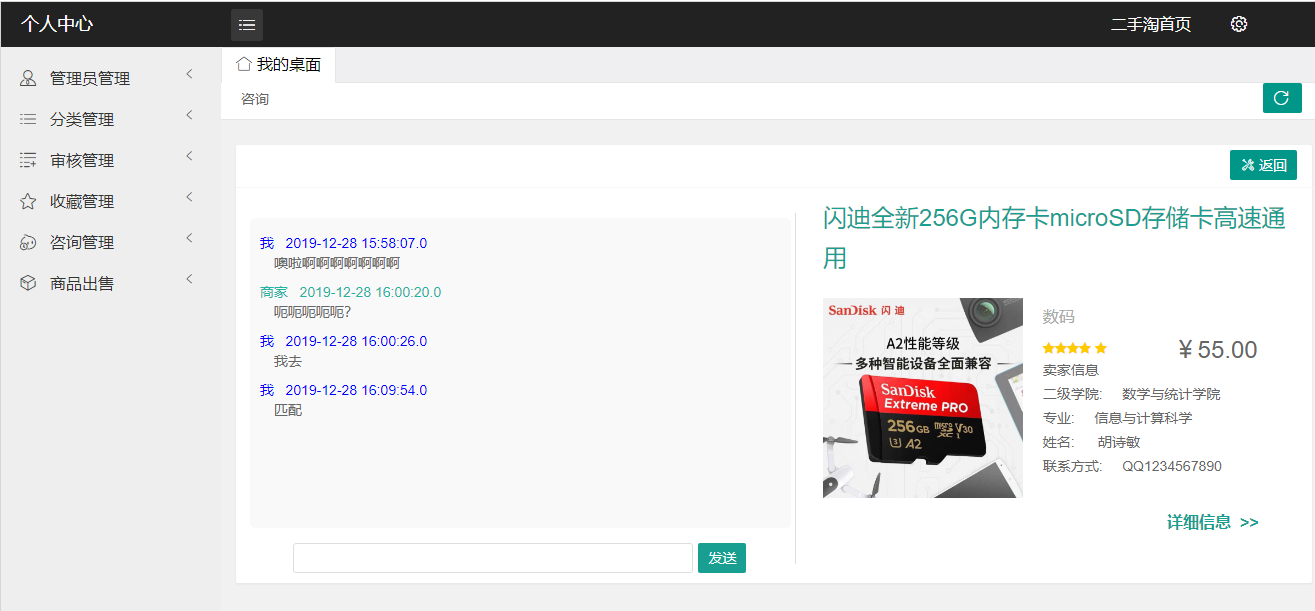 个人中心
二手淘首页
管理员管理
分类管理
审核管理
收藏管理
咨询管理
商品出售
我的桌面
咨询
返回
我 2019-12-28 15:58:07.0
噢啦啊啊啊啊啊啊啊
商家 2019-12-28 16:00:20.0
呃呃呃呃呃?
我 2019-12-28 16:00:26.0
我去
我 2019-12-28 16:09:54.0
匹配
发送
闪迪全新256G内存卡microSD存储卡高速通
用
SanDisk 闪迪
A2性能等级
多种智能设备全面兼容
SanDisk
Extreme PRO
256GB microSD XC I V30
U3 A2
数码
¥ 55.00
卖家信息
二级学院: 数学与统计学院
专业: 信息与计算科学
姓名: 胡诗敏
联系方式: QQ1234567890
详细信息 >>